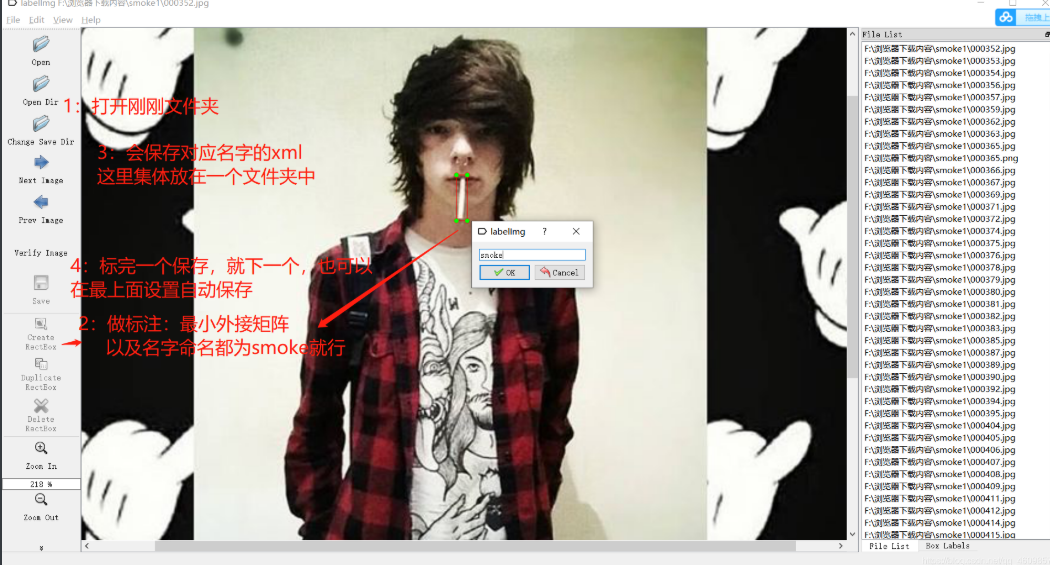 labelImg F:\浏览器下载内容\smoke1\000352.jpg
File Edit View Help
拖拽上
Open
Open Dir
Change Save Dir
Next Image
Prev Image
Verify Image
Save
Create
RectBox
Duplicate
RectBox
Delete
RectBox
Zoom In
218 %
Zoom Out
1：打开刚刚文件夹
3：会保存对应名字的xml
这里集体放在一个文件夹中
4：标完一个保存，就下一个，也可以
在最上面设置自动保存
2：做标注：最小外接矩阵
以及名字命名都为smoke就行
labelImg ?
smoke
OK Cancel
File List
F:\浏览器下载内容\smoke1\000352.jpg
F:\浏览器下载内容\smoke1\000353.jpg
F:\浏览器下载内容\smoke1\000354.jpg
F:\浏览器下载内容\smoke1\000356.jpg
F:\浏览器下载内容\smoke1\000357.jpg
F:\浏览器下载内容\smoke1\000359.jpg
F:\浏览器下载内容\smoke1\000362.jpg
F:\浏览器下载内容\smoke1\000363.jpg
F:\浏览器下载内容\smoke1\000365.jpg
F:\浏览器下载内容\smoke1\000365.png
F:\浏览器下载内容\smoke1\000366.jpg
F:\浏览器下载内容\smoke1\000367.jpg
F:\浏览器下载内容\smoke1\000369.jpg
F:\浏览器下载内容\smoke1\000371.jpg
F:\浏览器下载内容\smoke1\000372.jpg
F:\浏览器下载内容\smoke1\000374.jpg
F:\浏览器下载内容\smoke1\000375.jpg
F:\浏览器下载内容\smoke1\000376.jpg
F:\浏览器下载内容\smoke1\000378.jpg
F:\浏览器下载内容\smoke1\000379.jpg
F:\浏览器下载内容\smoke1\000380.jpg
F:\浏览器下载内容\smoke1\000381.jpg
F:\浏览器下载内容\smoke1\000382.jpg
F:\浏览器下载内容\smoke1\000383.jpg
F:\浏览器下载内容\smoke1\000385.jpg
F:\浏览器下载内容\smoke1\000387.jpg
F:\浏览器下载内容\smoke1\000389.jpg
F:\浏览器下载内容\smoke1\000390.jpg
F:\浏览器下载内容\smoke1\000392.jpg
F:\浏览器下载内容\smoke1\000394.jpg
F:\浏览器下载内容\smoke1\000395.jpg
F:\浏览器下载内容\smoke1\000404.jpg
F:\浏览器下载内容\smoke1\000405.jpg
F:\浏览器下载内容\smoke1\000406.jpg
F:\浏览器下载内容\smoke1\000407.jpg
F:\浏览器下载内容\smoke1\000408.jpg
F:\浏览器下载内容\smoke1\000409.jpg
F:\浏览器下载内容\smoke1\000411.jpg
F:\浏览器下载内容\smoke1\000412.jpg
F:\浏览器下载内容\smoke1\000414.jpg
F:\浏览器下载内容\smoke1\000415.jpg
File List Box Labels